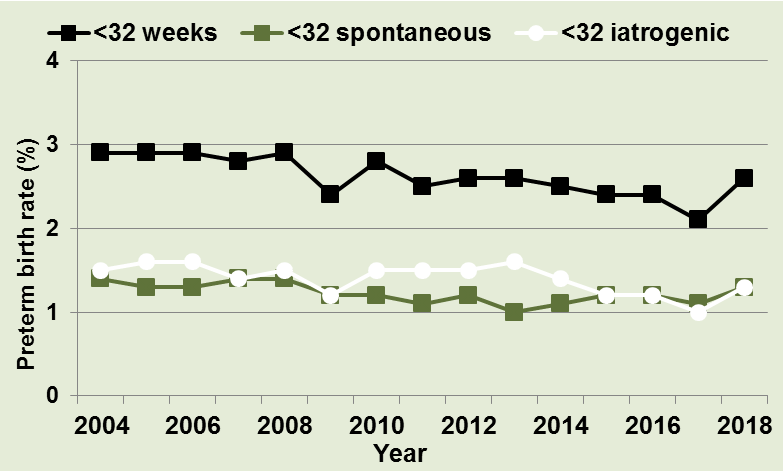 <32 weeks <32 spontaneous <32 iatrogenic
4
3
2
1
0
Preterm birth rate (%)
2004 2006 2008 2010 2012 2014 2016 2018
Year